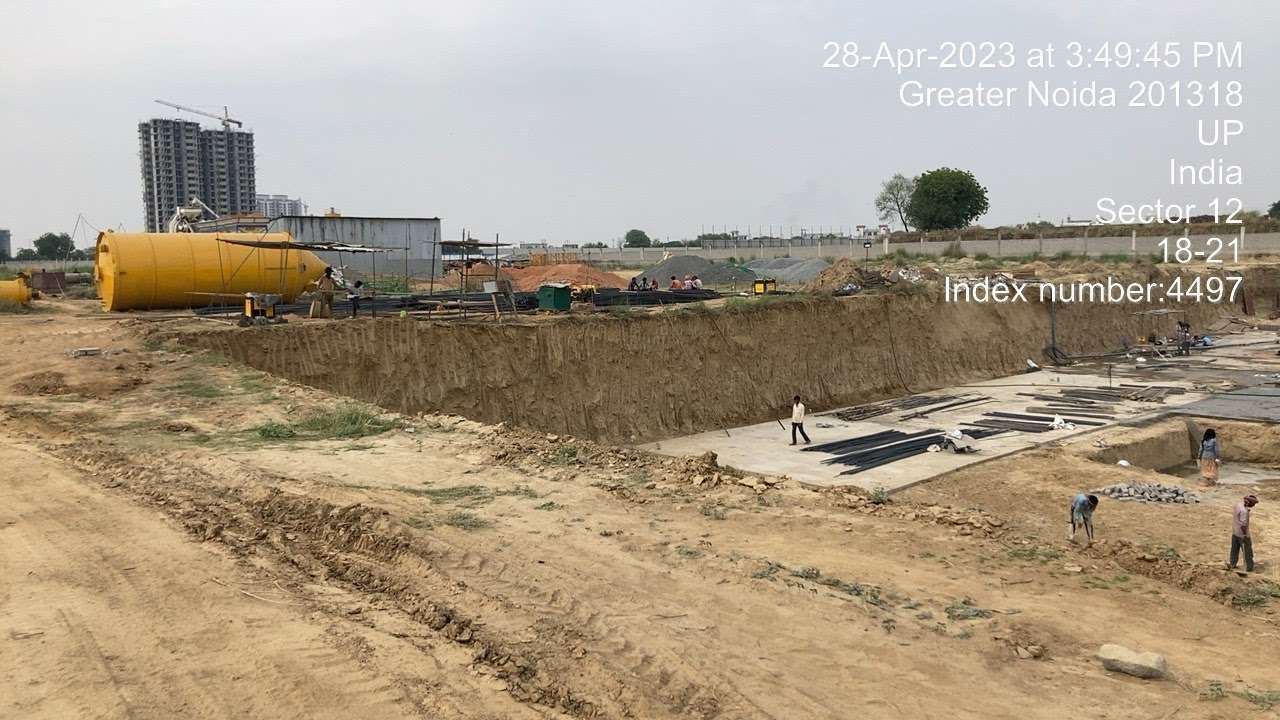 28-Apr-2023 at 3:49:45 PM
Greater Noida 201318
UP
India
Sector 12
18-21
Index number:4497